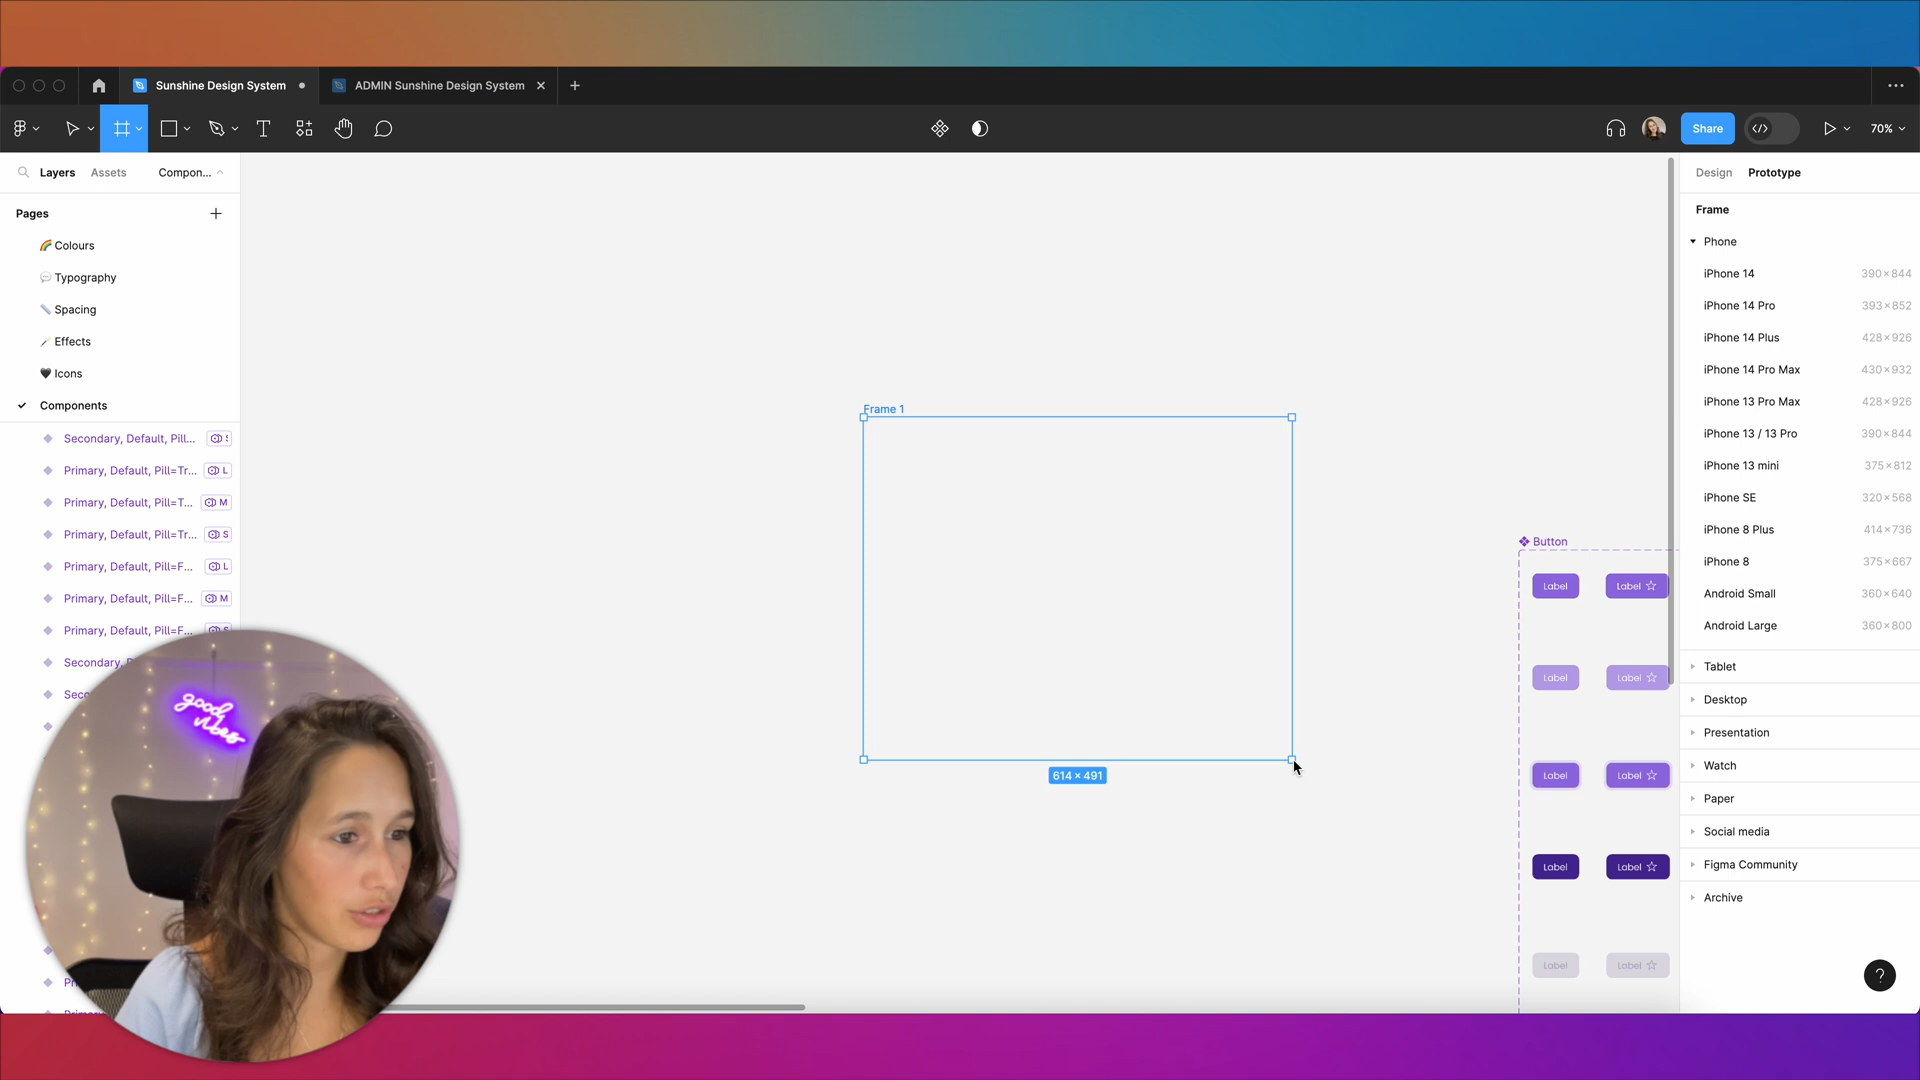 Sunshine Design System
ADMIN Sunshine Design System
Share
70%
Layers
Assets
Compon...
Design
Prototype
Pages
Frame
🌈 Colours
Phone
💬 Typography
iPhone 14
390×844
📏 Spacing
iPhone 14 Pro
393×852
🪄 Effects
iPhone 14 Plus
428×926
🖤 Icons
iPhone 14 Pro Max
430×932
Components
iPhone 13 Pro Max
428×926
Frame 1
Secondary, Default, Pill...
iPhone 13 / 13 Pro
390×844
Primary, Default, Pill=Tr...
L
iPhone 13 mini
375×812
Primary, Default, Pill=T...
M
iPhone SE
320×568
Primary, Default, Pill=Tr...
S
iPhone 8 Plus
414×736
Button
Primary, Default, Pill=F...
L
iPhone 8
375×667
Label
Label
Primary, Default, Pill=F...
M
Android Small
360×640
Primary, Default, Pill=F...
Android Large
360×800
Secondary,
Tablet
Label
Label
Desktop
good
vibes
Presentation
Watch
614 × 491
Label
Label
Paper
Social media
Figma Community
Label
Label
Archive
Label
Label
?